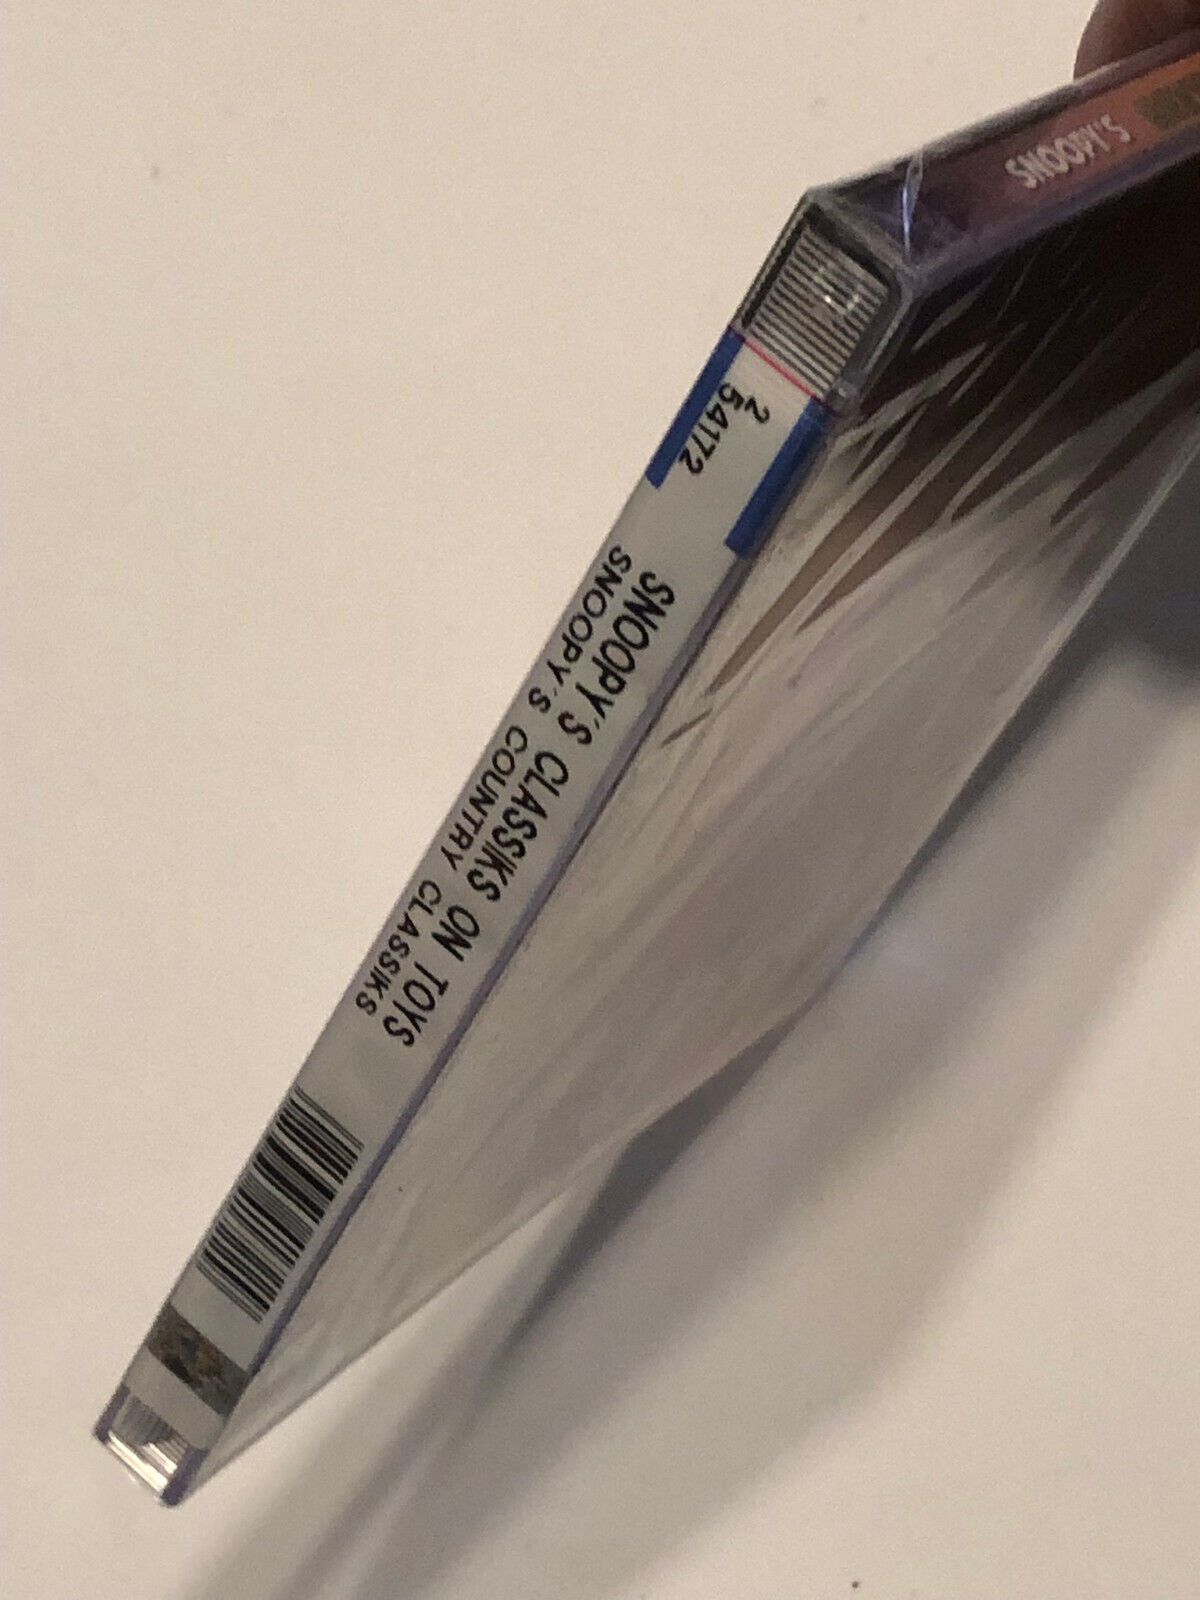 2
54172
SNOOPY'S CLASSIKS ON TOYS
SNOOPY'S COUNTRY CLASSIKS
SNOOPY'S